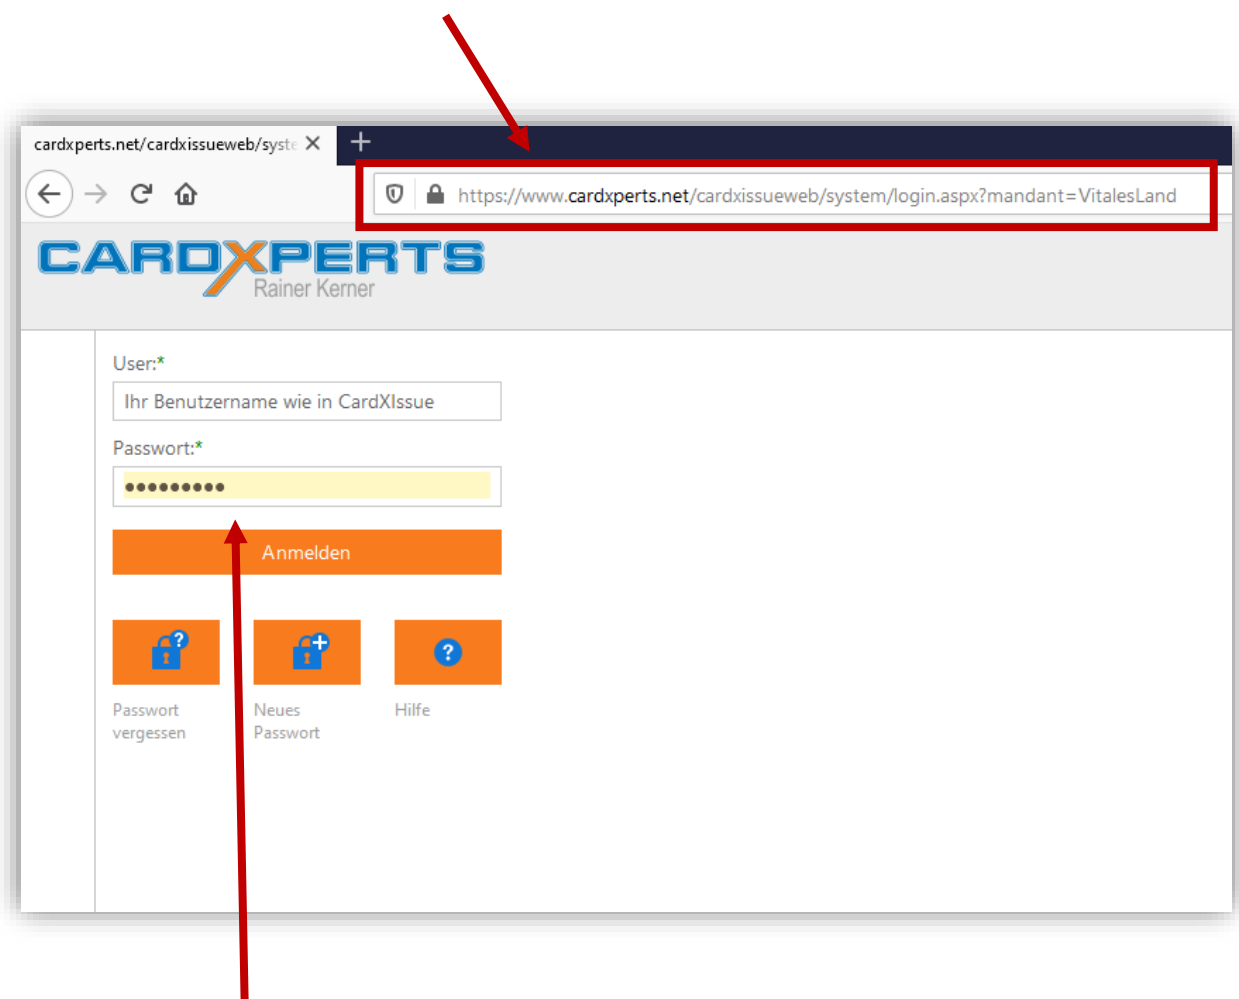 cardxperts.net/cardxissueweb/syste
https://www.cardxperts.net/cardxissueweb/system/login.aspx?mandant=VitalesLand
CARDXPERTS
Rainer Kerner
User:*
Ihr Benutzername wie in CardXIssue
Passwort:*
●●●●●●●●●
Anmelden
Passwort
vergessen
Neues
Passwort
Hilfe